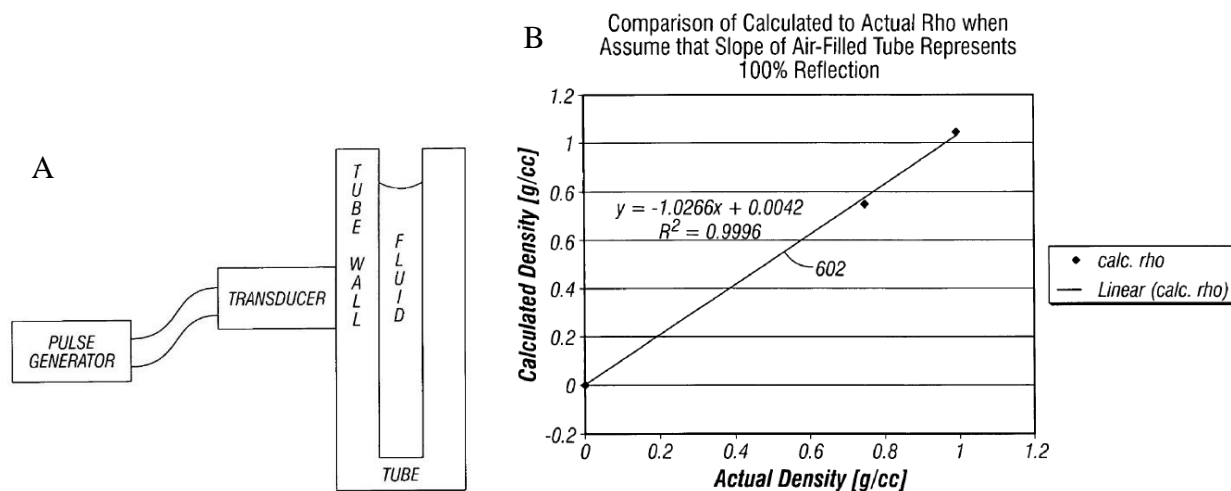 A
TUBE WALL
FLUID
TRANSDUCER
PULSE
GENERATOR
TUBE
B
Comparison of Calculated to Actual Rho when
Assume that Slope of Air-Filled Tube Represents
100% Reflection
Calculated Density [g/cc]
1.2
1
0.8
0.6
0.4
0.2
0
-0.2
y = -1.0266x + 0.0042
R² = 0.9996
602
0 0.2 0.4 0.6 0.8 1 1.2
Actual Density [g/cc]
calc. rho
Linear (calc. rho)